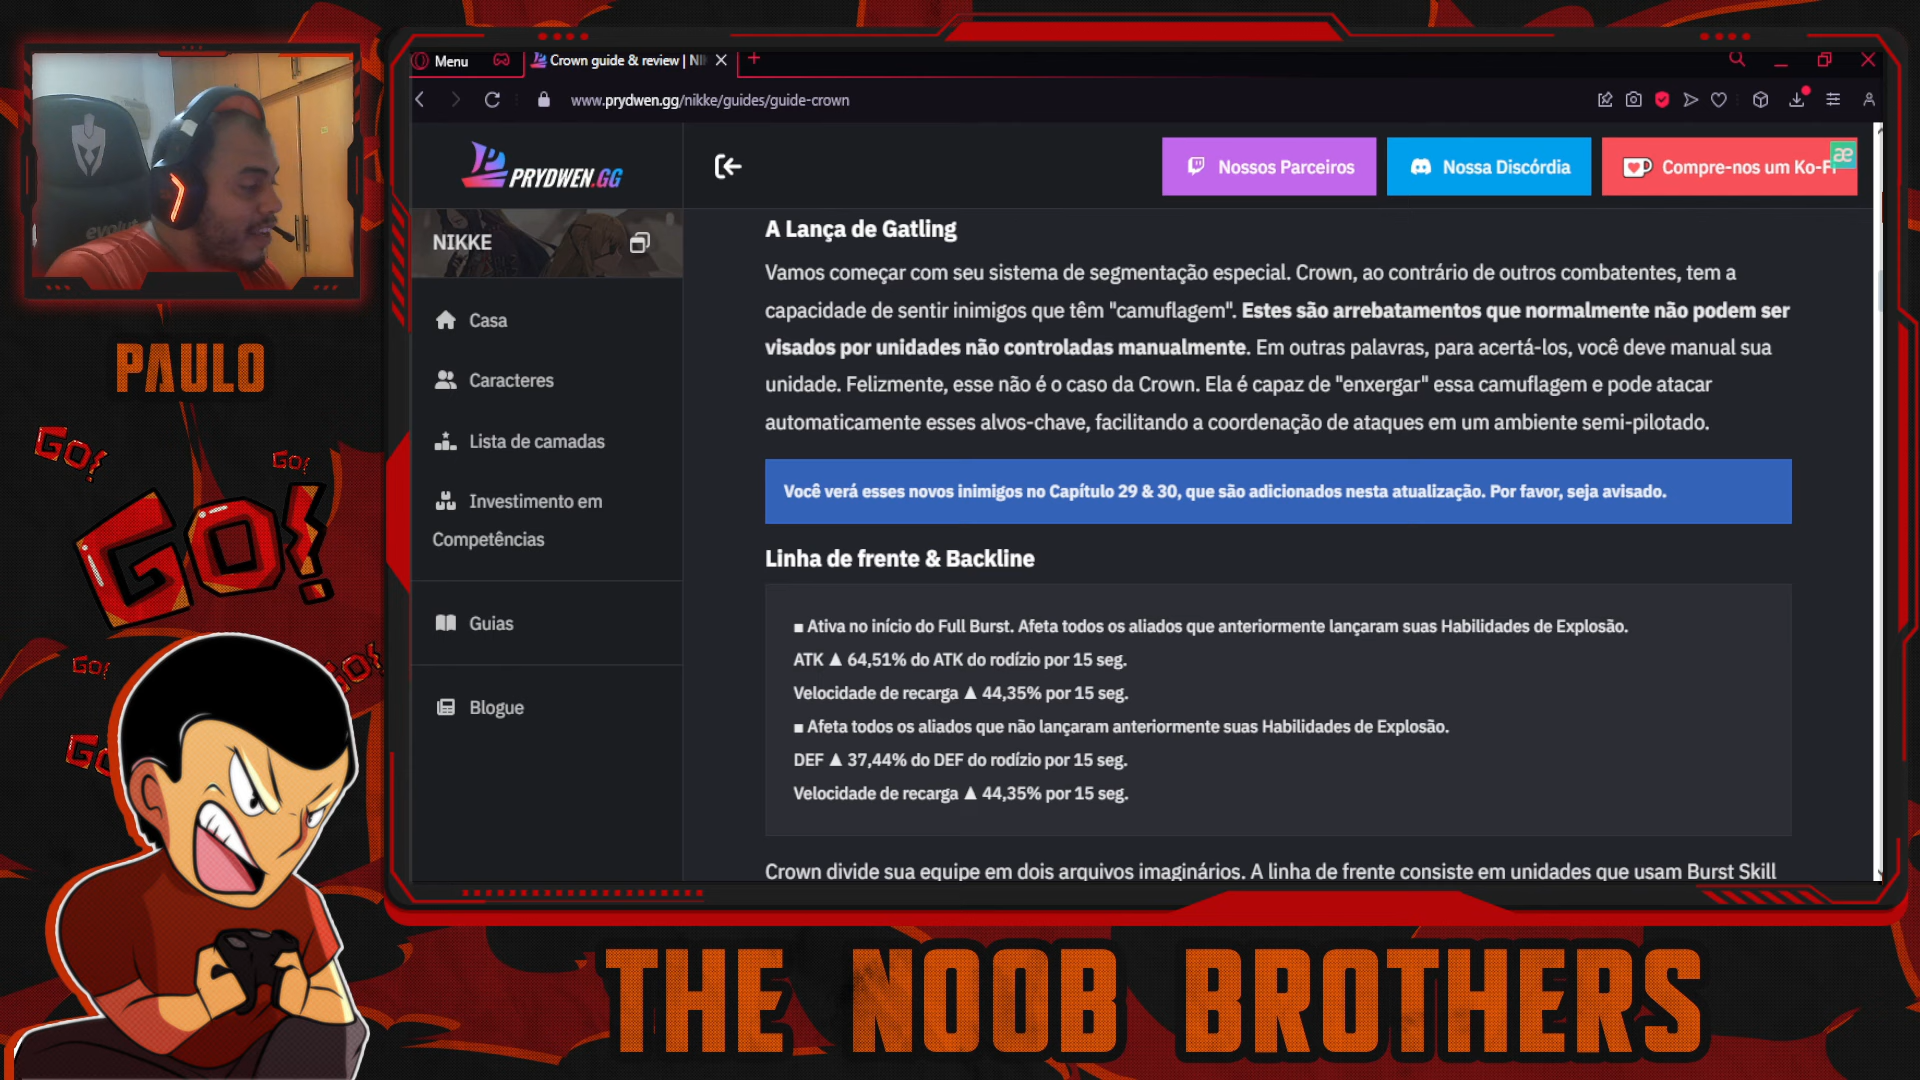 Menu
Crown guide & review | NI
www.prydwen.gg/nikke/guides/guide-crown
PRYDWEN.GG
Nossos Parceiros
Nossa Discórdia
Compre-nos um Ko-Fi
æ
NIKKE
Casa
Caracteres
Lista de camadas
Investimento em
Competências
Guias
Blogue
A Lança de Gatling
Vamos começar com seu sistema de segmentação especial. Crown, ao contrário de outros combatentes, tem a
capacidade de sentir inimigos que têm "camuflagem". Estes são arrebatamentos que normalmente não podem ser
visados por unidades não controladas manualmente. Em outras palavras, para acertá-los, você deve manual sua
unidade. Felizmente, esse não é o caso da Crown. Ela é capaz de "enxergar" essa camuflagem e pode atacar
automaticamente esses alvos-chave, facilitando a coordenação de ataques em um ambiente semi-pilotado.
Você verá esses novos inimigos no Capítulo 29 & 30, que são adicionados nesta atualização. Por favor, seja avisado.
Linha de frente & Backline
■ Ativa no início do Full Burst. Afeta todos os aliados que anteriormente lançaram suas Habilidades de Explosão.
ATK ▲ 64,51% do ATK do rodízio por 15 seg.
Velocidade de recarga ▲ 44,35% por 15 seg.
■ Afeta todos os aliados que não lançaram anteriormente suas Habilidades de Explosão.
DEF ▲ 37,44% do DEF do rodízio por 15 seg.
Velocidade de recarga ▲ 44,35% por 15 seg.
Crown divide sua equipe em dois arquivos imaginários. A linha de frente consiste em unidades que usam Burst Skill
PAULO
GO!
GO!
GO!
GO!
GO!
GO
THE NOOB BROTHERS